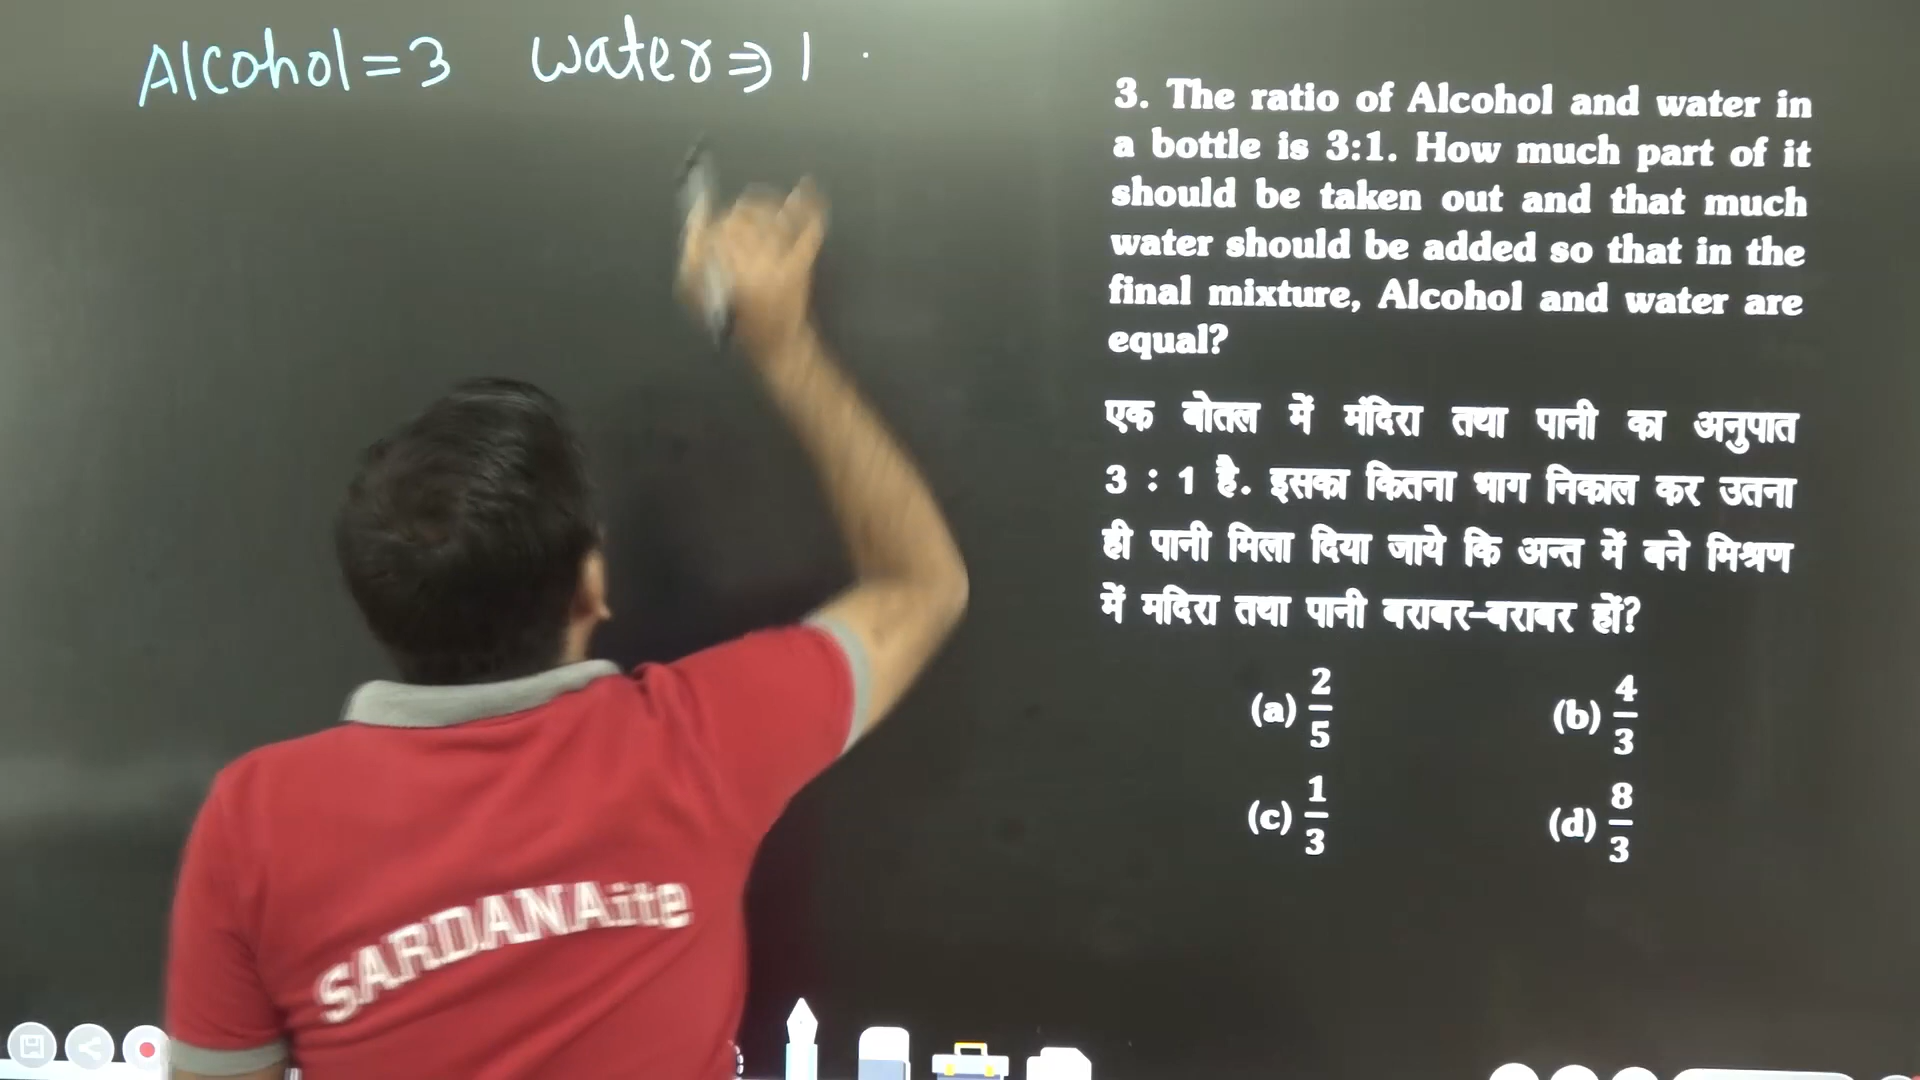 Alcohol = 3 water ⇒ 1
3. The ratio of Alcohol and water in
a bottle is 3:1. How much part of it
should be taken out and that much
water should be added so that in the
final mixture, Alcohol and water are
equal?
एक बोतल में मंदिरा तथा पानी का अनुपात
3 : 1 है. इसका कितना भाग निकाल कर उतना
ही पानी मिला दिया जाये कि अन्त में बने मिश्रण
में मदिरा तथा पानी बराबर-बराबर हों?
(a) 2/5 (b) 4/3
(c) 1/3 (d) 8/3
SARDANAite